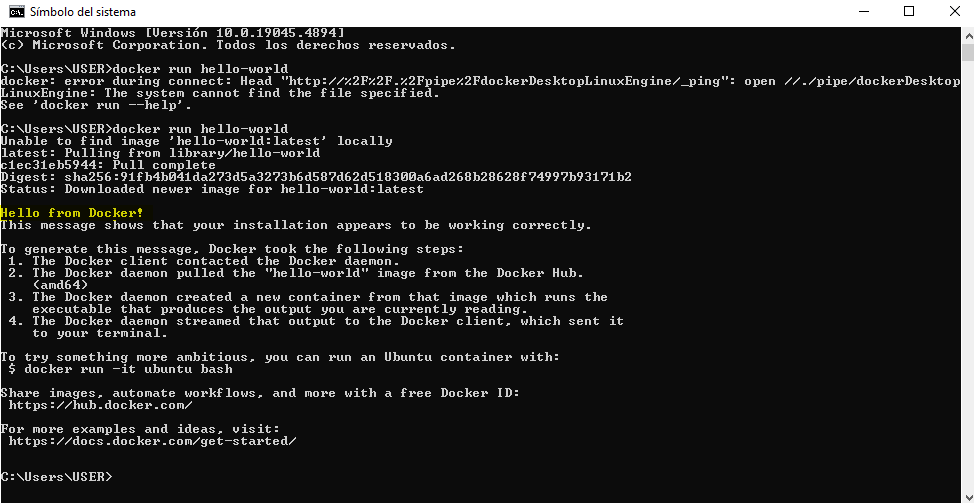 Símbolo del sistema
Microsoft Windows [Versión 10.0.19045.4894]
(c) Microsoft Corporation. Todos los derechos reservados.
C:\Users\USER>docker run hello-world
docker: error during connect: Head "http://%2F%2F.%2Fpipe%2FdockerDesktopLinuxEngine/_ping": open //./pipe/dockerDesktop
LinuxEngine: The system cannot find the file specified.
See 'docker run --help'.
C:\Users\USER>docker run hello-world
Unable to find image 'hello-world:latest' locally
latest: Pulling from library/hello-world
c1ec31eb5944: Pull complete
Digest: sha256:91fb4b041da273d5a3273b6d587d62d518300a6ad268b28628f74997b93171b2
Status: Downloaded newer image for hello-world:latest
Hello from Docker!
This message shows that your installation appears to be working correctly.
To generate this message, Docker took the following steps:
1. The Docker client contacted the Docker daemon.
2. The Docker daemon pulled the "hello-world" image from the Docker Hub.
(amd64)
3. The Docker daemon created a new container from that image which runs the
executable that produces the output you are currently reading.
4. The Docker daemon streamed that output to the Docker client, which sent it
to your terminal.
To try something more ambitious, you can run an Ubuntu container with:
$ docker run -it ubuntu bash
Share images, automate workflows, and more with a free Docker ID:
https://hub.docker.com/
For more examples and ideas, visit:
https://docs.docker.com/get-started/
C:\Users\USER>